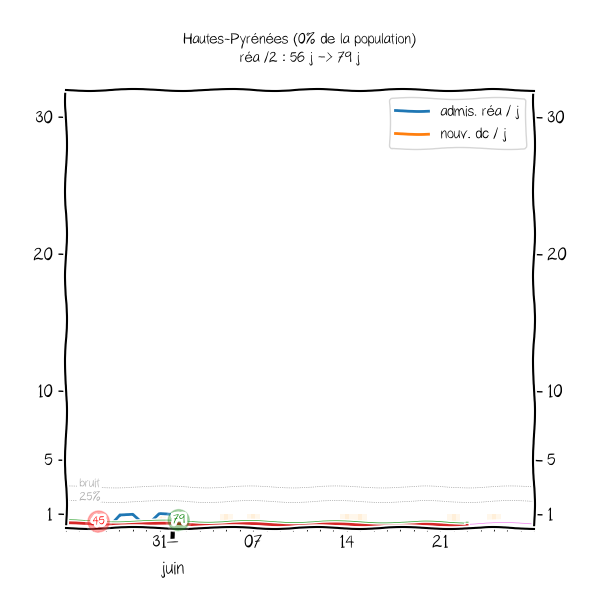 Hautes-Pyrénées (0% de la population)
réa /2 : 56 j -> 79 j
admis. réa / j
nouv. dc / j
30 30
20 20
10 10
5 5
bruit
25%
1 1
45 79
31 07 14 21
juin